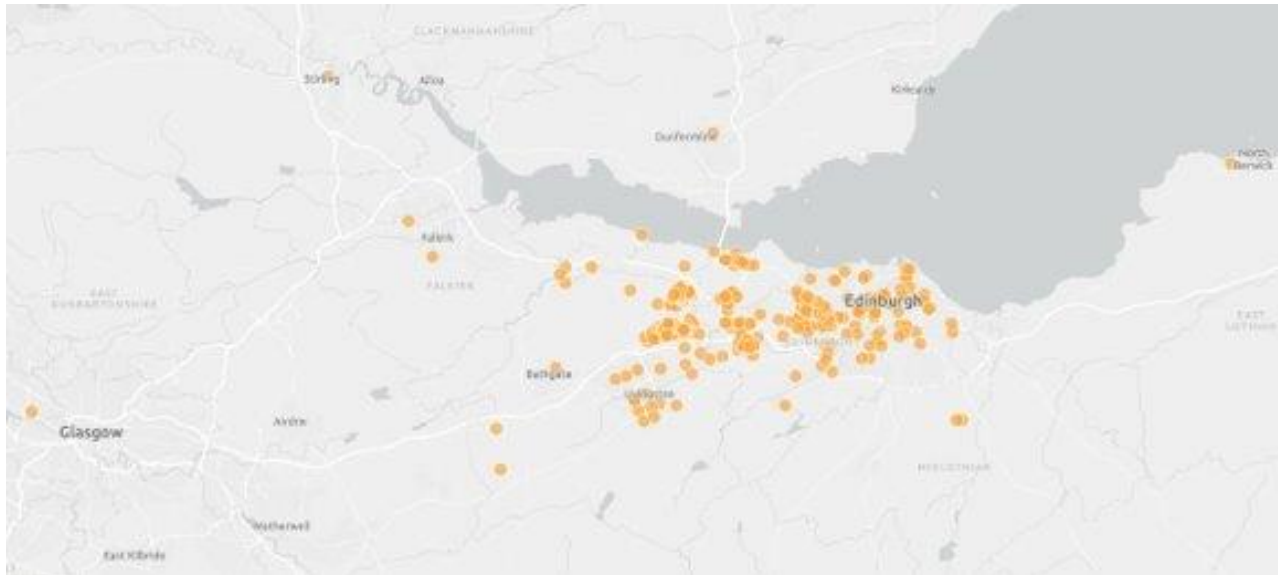 CLACKMANNANSHIRE
Stirling
Alloa
Kirkcaldy
Dunfermline
North
Berwick
Falkirk
FALKIRK
EAST
DUNBARTONSHIRE
Edinburgh
EAST
LOTHIAN
Bathgate
Livingston
Airdrie
Glasgow
MIDLOTHIAN
Motherwell
East Kilbride